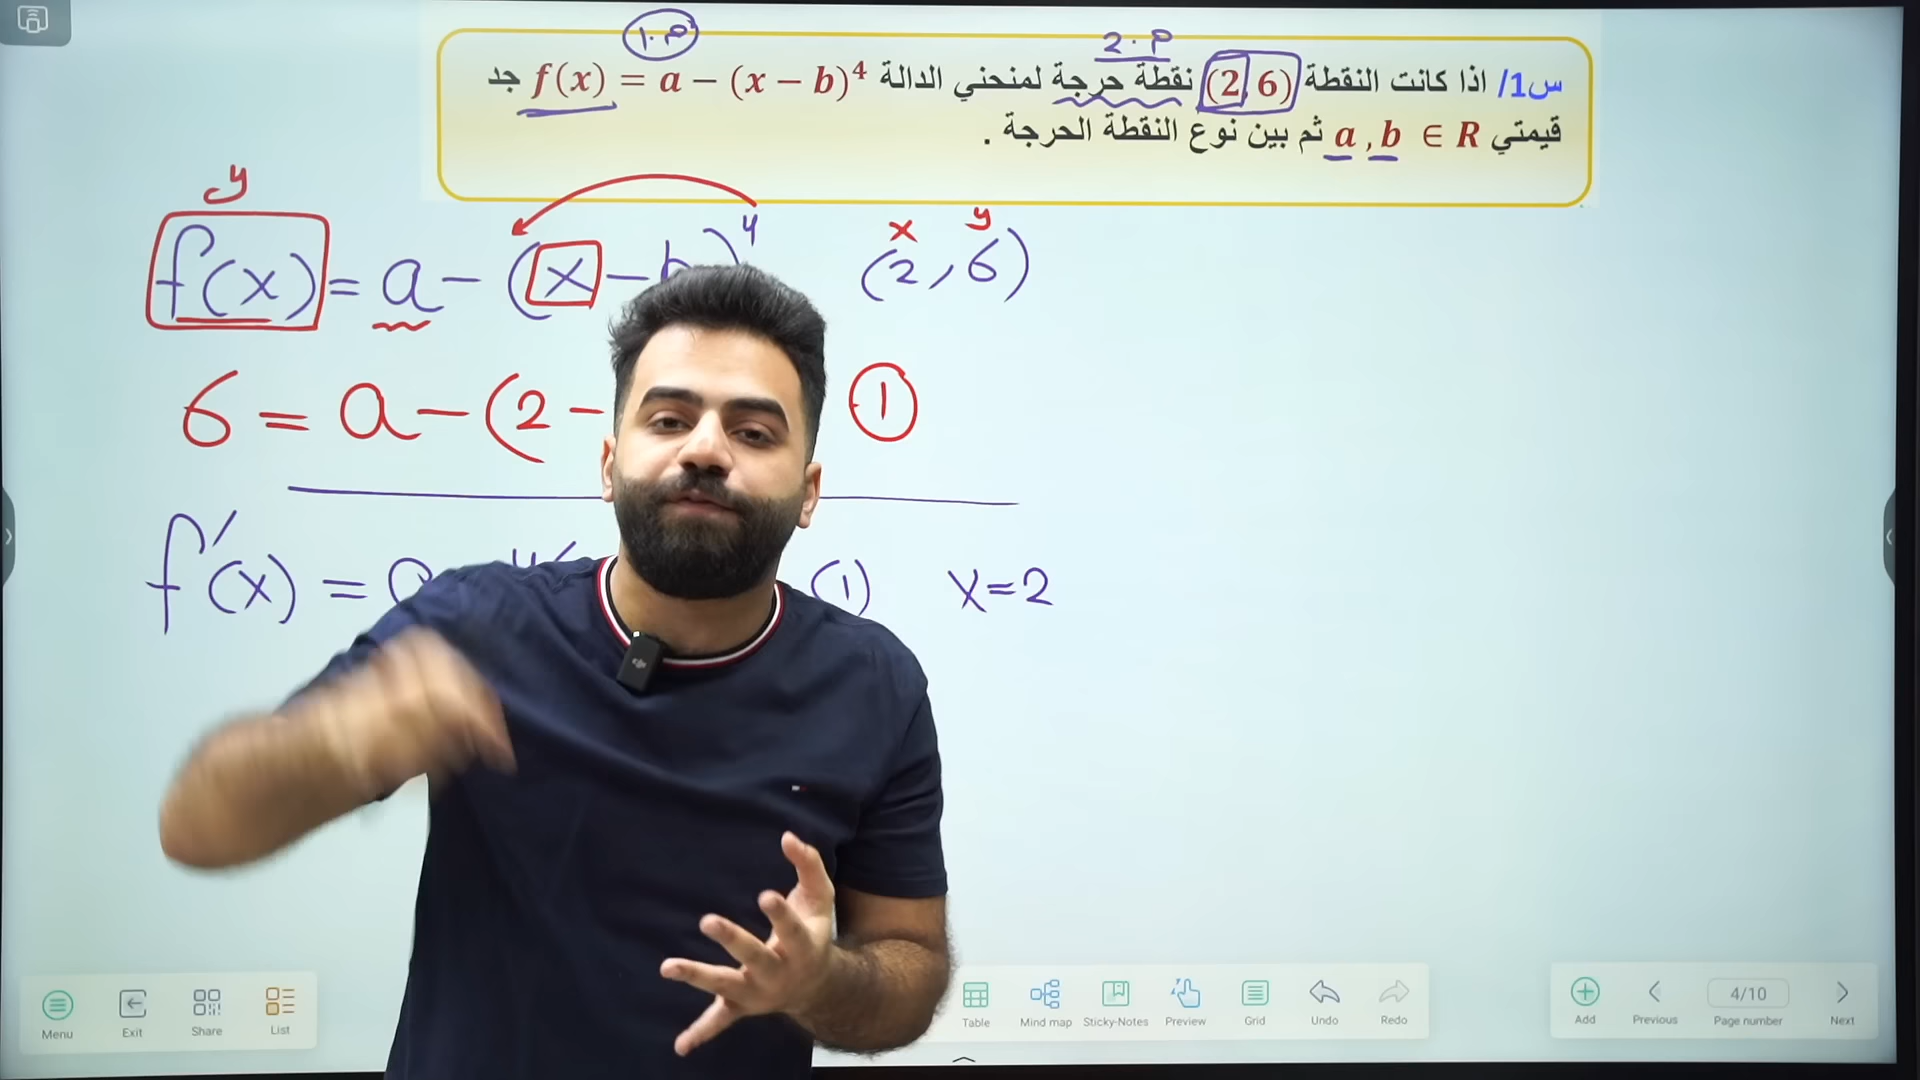 م.1
م.2
س1/ اذا كانت النقطة (2,6) نقطة حرجة لمنحني الدالة f(x) = a − (x − b)⁴ جد
قيمتي a , b ∈ R ثم بين نوع النقطة الحرجة .
y
f(x) = a − (x − b)⁴
x y
(2, 6)
6 = a − (2 −
①
f′(x) = 0
(1)
x=2
Menu
Exit
Share
List
Table
Mind map
Sticky-Notes
Preview
Grid
Undo
Redo
Add
Previous
4/10
Page number
Next